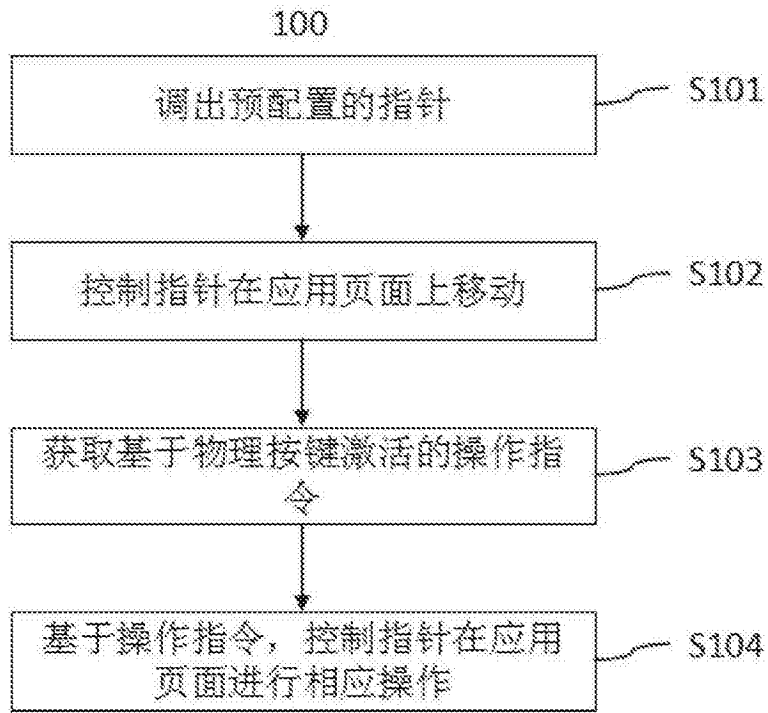 100
调出预配置的指针
S101
控制指针在应用页面上移动
S102
获取基于物理按键激活的操作指
令
S103
基于操作指令，控制指针在应用
页面进行相应操作
S104